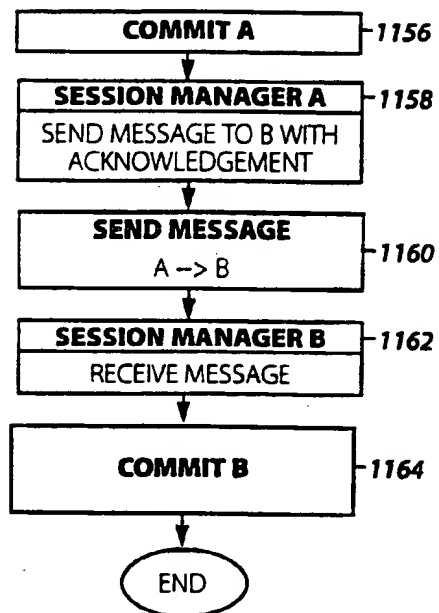 COMMIT A 1156
SESSION MANAGER A 1158
SEND MESSAGE TO B WITH
ACKNOWLEDGEMENT
SEND MESSAGE
A --> B 1160
SESSION MANAGER B 1162
RECEIVE MESSAGE
COMMIT B 1164
END